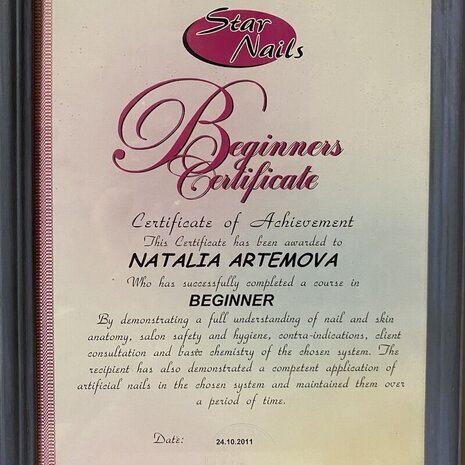 Star
Nails
Beginners
Certificate
Certificate of Achievement
This Certificate has been awarded to
NATALIA ARTEMOVA
Who has successfully completed a course in
BEGINNER
By demonstrating a full understanding of nail and skin
anatomy, salon safety and hygiene, contra-indications, client
consultation and basic chemistry of the chosen system. The
recipient has also demonstrated a competent application of
artificial nails in the chosen system and maintained them over
a period of time.
Date: 24.10.2011